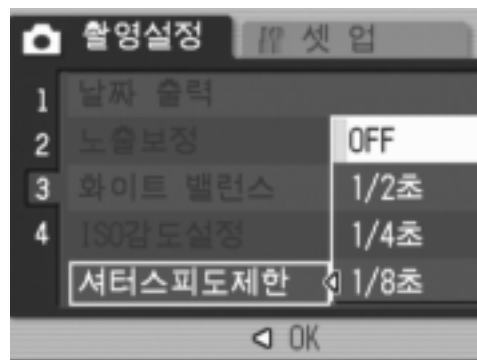 촬영설정 셋 업
1 날짜 출력
2 노출보정 OFF
3 화이트 밸런스 1/2초
4 ISO감도설정 1/4초
셔터스피도제한 1/8초
OK